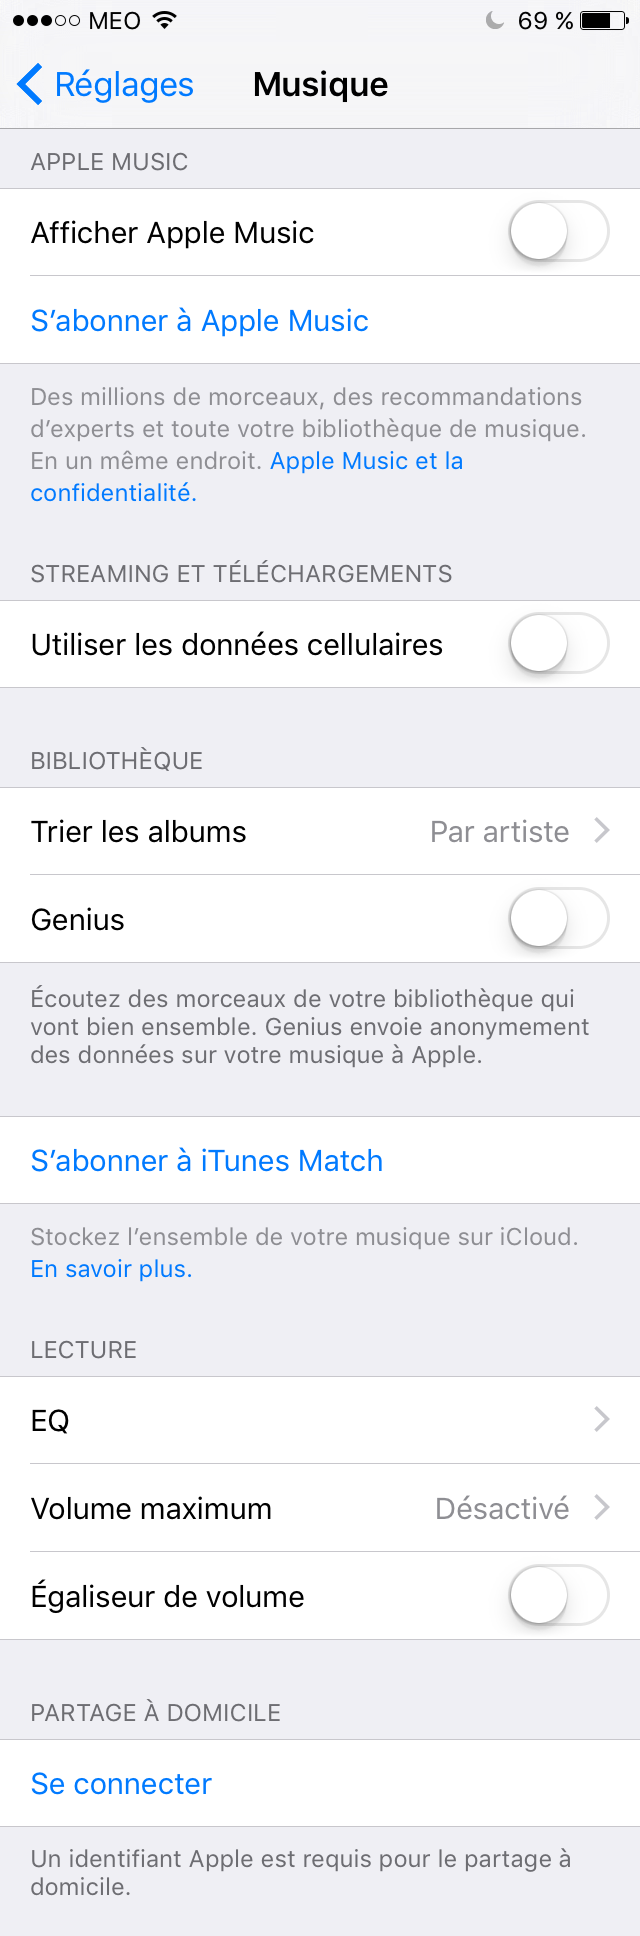 MEO 69 %
Réglages Musique
APPLE MUSIC
Afficher Apple Music
S’abonner à Apple Music
Des millions de morceaux, des recommandations
d’experts et toute votre bibliothèque de musique.
En un même endroit. Apple Music et la
confidentialité.
STREAMING ET TÉLÉCHARGEMENTS
Utiliser les données cellulaires
BIBLIOTHÈQUE
Trier les albums Par artiste
Genius
Écoutez des morceaux de votre bibliothèque qui
vont bien ensemble. Genius envoie anonymement
des données sur votre musique à Apple.
S’abonner à iTunes Match
Stockez l’ensemble de votre musique sur iCloud.
En savoir plus.
LECTURE
EQ
Volume maximum Désactivé
Égaliseur de volume
PARTAGE À DOMICILE
Se connecter
Un identifiant Apple est requis pour le partage à
domicile.